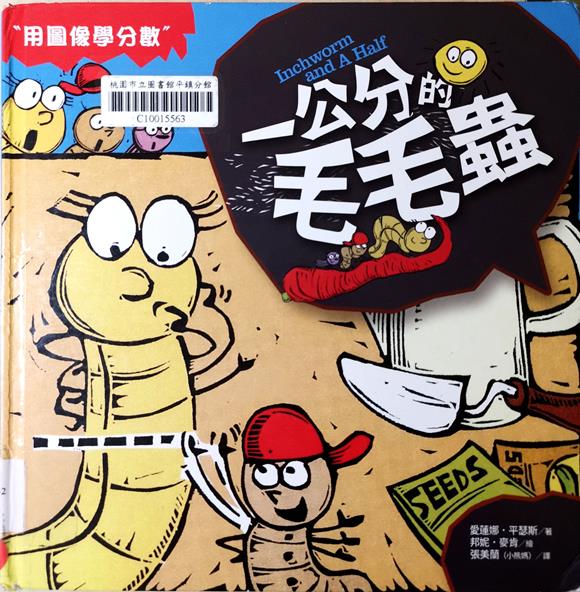 "用圖像學分數"
桃園市立圖書館平鎮分館
C10015563
Inchworm
and A Half
一公分的
毛毛蟲
SEEDS
愛蓮娜・平瑟斯/著
邦妮・麥肯/繪
張美蘭(小熊媽)/譯